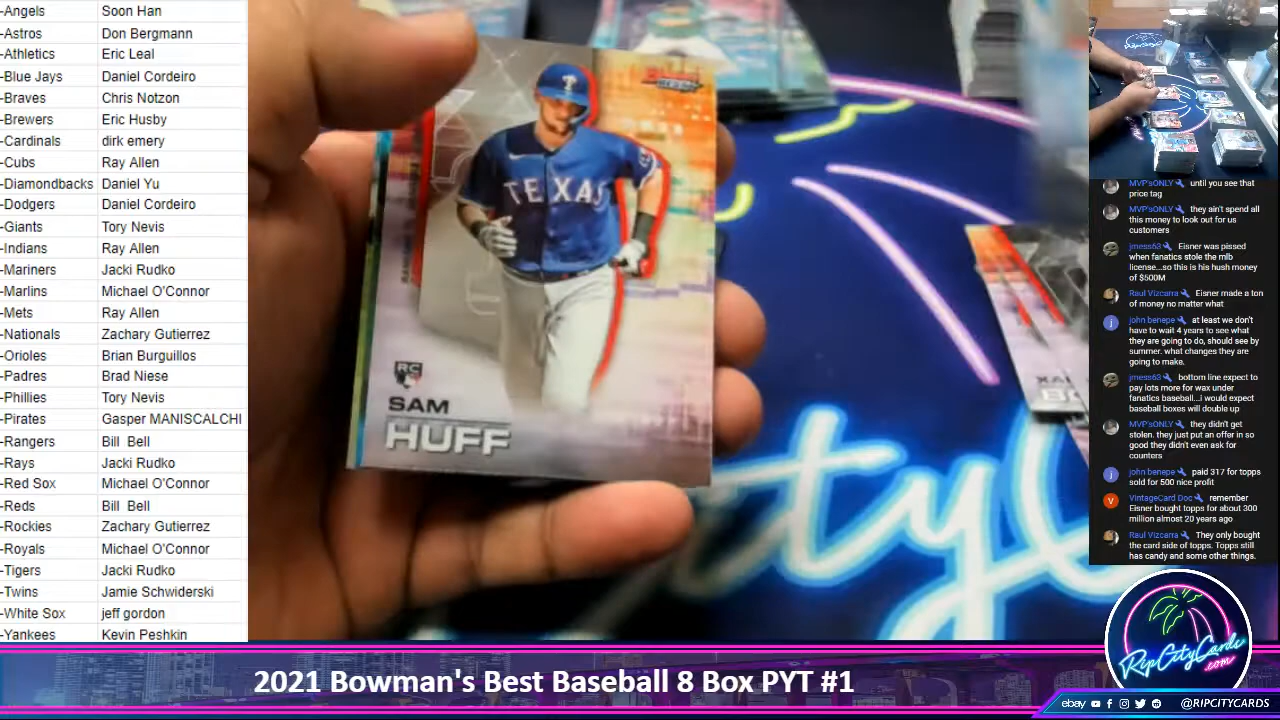 -Angels Soon Han
-Astros Don Bergmann
-Athletics Eric Leal
-Blue Jays Daniel Cordeiro
-Braves Chris Notzon
-Brewers Eric Husby
-Cardinals dirk emery
-Cubs Ray Allen
-Diamondbacks Daniel Yu
-Dodgers Daniel Cordeiro
-Giants Tory Nevis
-Indians Ray Allen
-Mariners Jacki Rudko
-Marlins Michael O'Connor
-Mets Ray Allen
-Nationals Zachary Gutierrez
-Orioles Brian Burguillos
-Padres Brad Niese
-Phillies Tory Nevis
-Pirates Gasper MANISCALCHI
-Rangers Bill Bell
-Rays Jacki Rudko
-Red Sox Michael O'Connor
-Reds Bill Bell
-Rockies Zachary Gutierrez
-Royals Michael O'Connor
-Tigers Jacki Rudko
-Twins Jamie Schwiderski
-White Sox jeff gordon
-Yankees Kevin Peshkin
T
TEXAS
RC
SAM
HUFF
tyC
MVP'sONLY until you see that
price tag
MVP'sONLY they ain't spend all
this money to look out for us
customers
jmess63 Eisner was pissed
when fanatics stole the mlb
license...so this is his hush money
of $500M
Raul Vizcarra Eisner made a ton
of money no matter what
j
john benepe at least we don't
have to wait 4 years to see what
they are going to do, should see by
summer. what changes they are
going to make.
jmess63 bottom line expect to
pay lots more for wax under
fanatics baseball...i would expect
baseball boxes will double up
MVP'sONLY they didn't get
stolen. they just put an offer in so
good they didn't even ask for
counters
j
john benepe paid 317 for topps
sold for 500 nice profit
V
VintageCard Doc remember
Eisner bought topps for about 300
million almost 20 years ago
Raul Vizcarra They only bought
the card side of topps. Topps still
has candy and some other things.
RipCityCards
.com
2021 Bowman's Best Baseball 8 Box PYT #1
ebay @RIPCITYCARDS